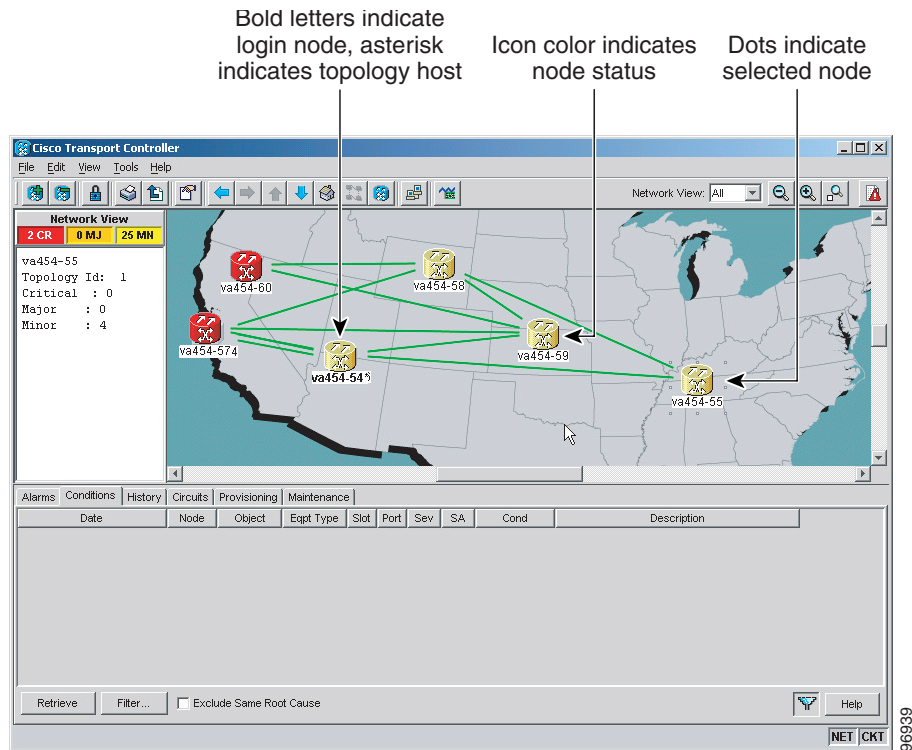 Bold letters indicate
login node, asterisk
indicates topology host
Icon color indicates
node status
Dots indicate
selected node
Cisco Transport Controller
File Edit View Tools Help
Network View: All
Network View
2 CR 0 MJ 25 MN
va454-55
Topology Id: 1
Critical : 0
Major : 0
Minor : 4
va454-60
va454-58
va454-574
va454-59
va454-54*
va454-55
Alarms Conditions History Circuits Provisioning Maintenance
Date Node Object Eqpt Type Slot Port Sev SA Cond Description
Retrieve Filter... Exclude Same Root Cause Help
NET CKT
96939